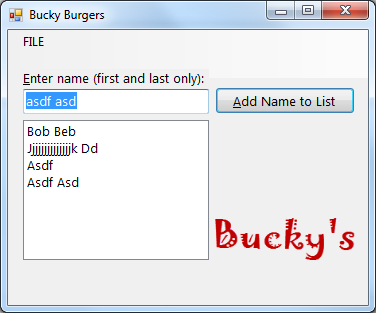 Bucky Burgers
FILE
Enter name (first and last only):
asdf asd
Add Name to List
Bob Beb
Jjjjjjjjjjjjjk Dd
Asdf
Asdf Asd
Bucky's